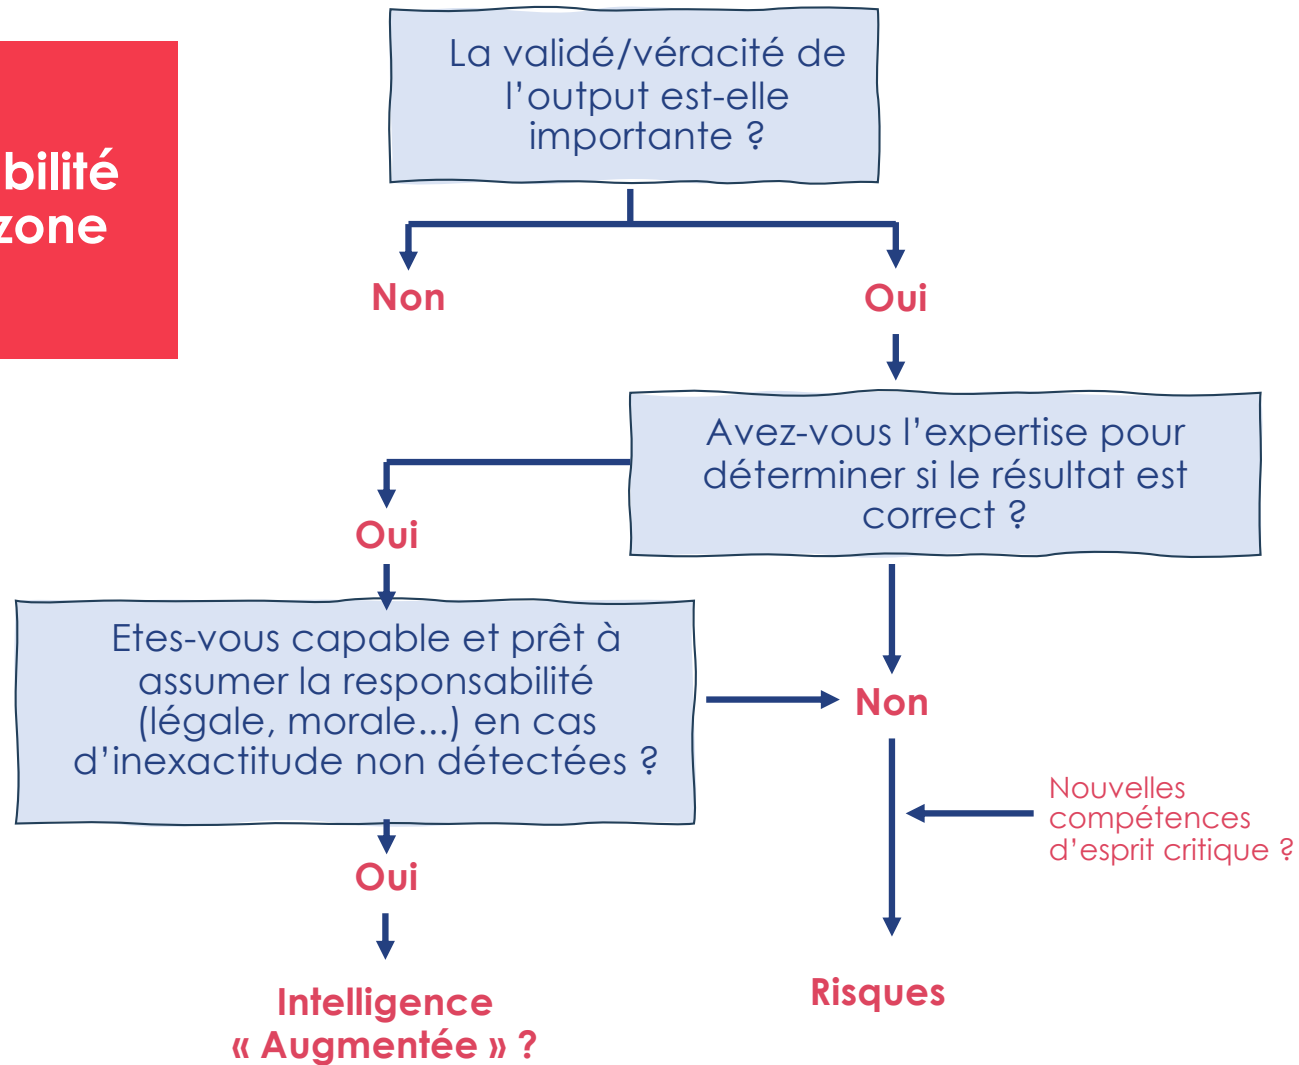 La validé/véracité de
l’output est-elle
importante ?
bilité
zone
Non
Oui
Avez-vous l’expertise pour
déterminer si le résultat est
correct ?
Oui
Etes-vous capable et prêt à
assumer la responsabilité
(légale, morale...) en cas
d’inexactitude non détectées ?
Non
Nouvelles
compétences
d’esprit critique ?
Oui
Risques
Intelligence
« Augmentée » ?